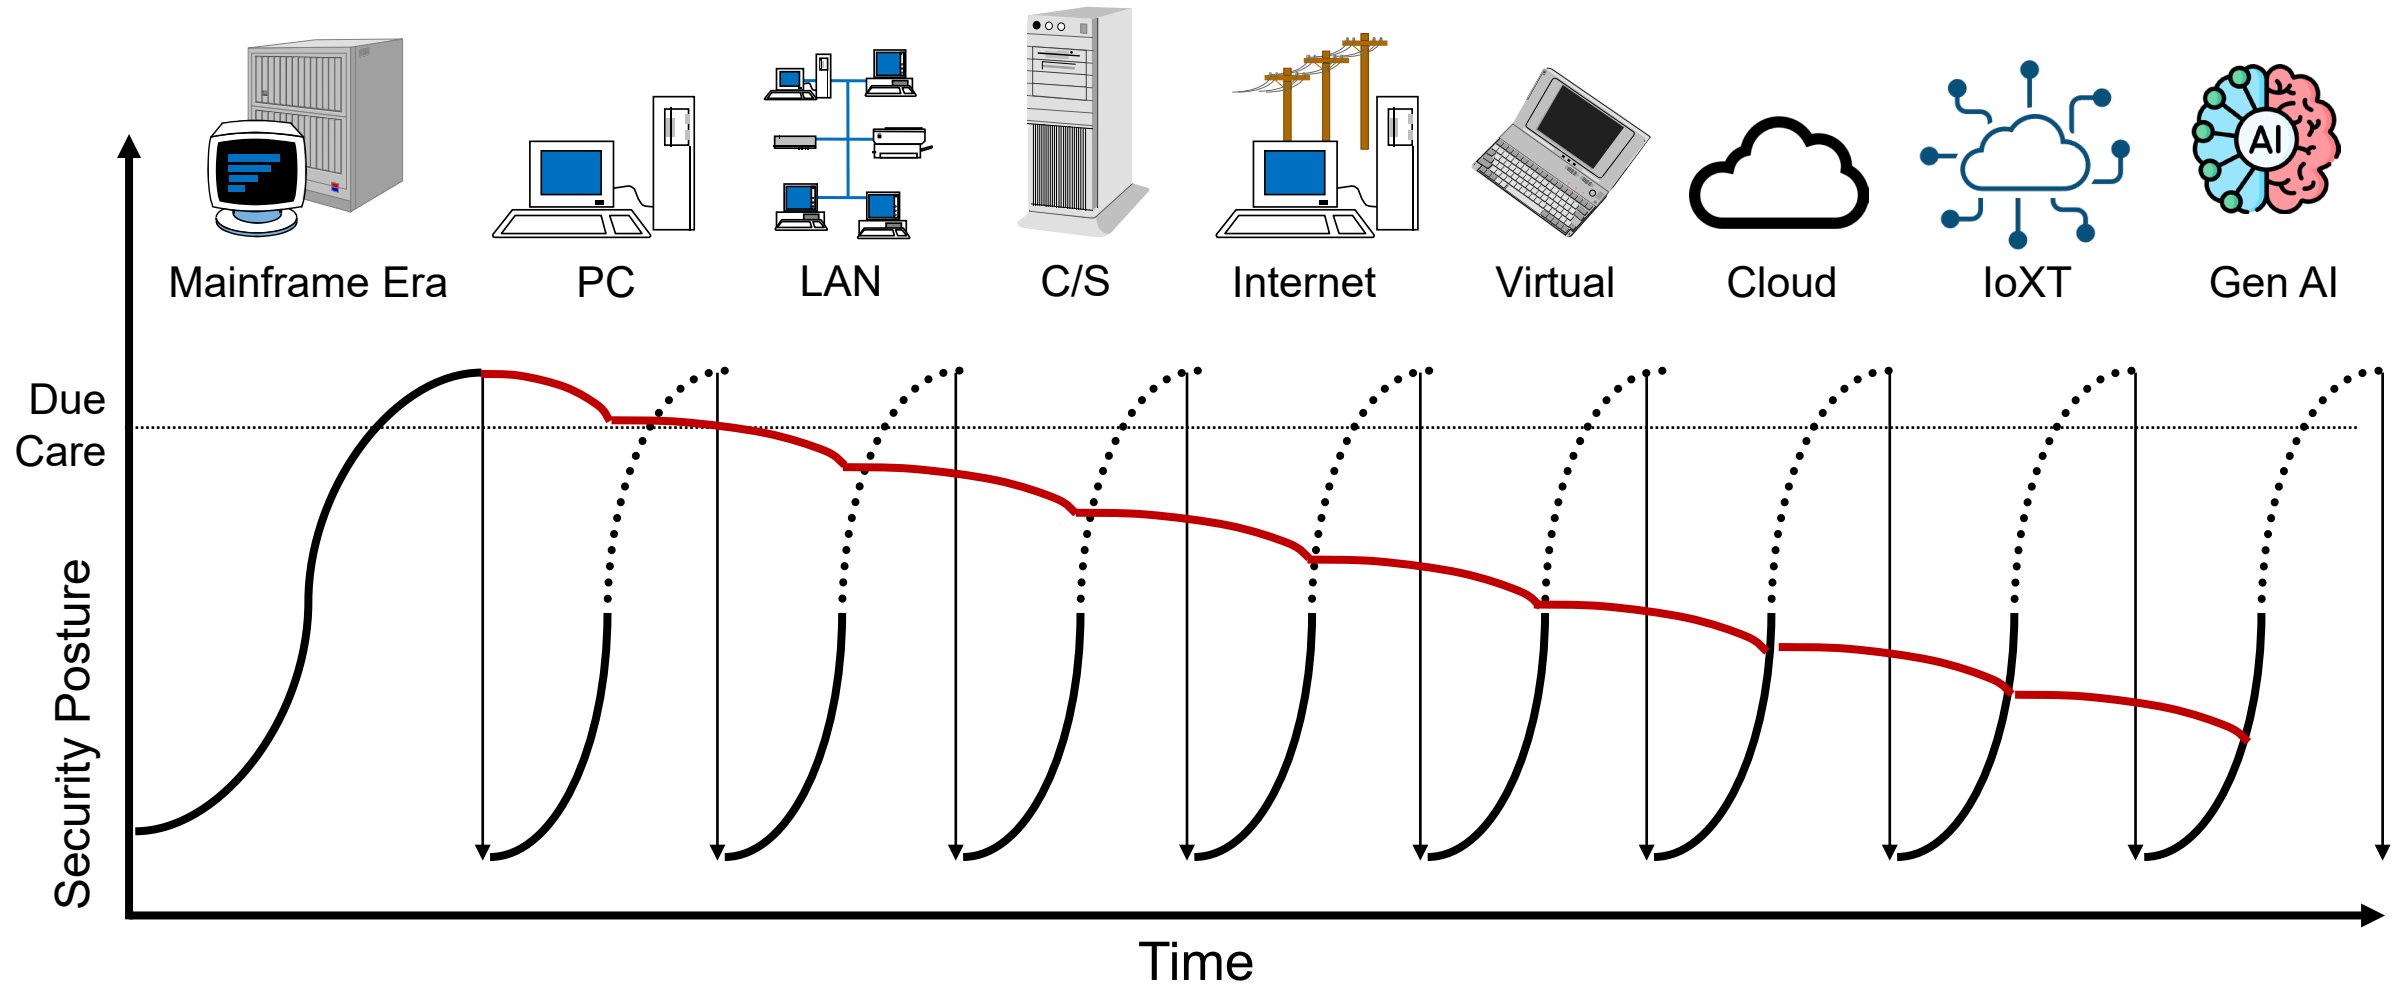 AI
Mainframe Era
PC
LAN
C/S
Internet
Virtual
Cloud
IoXT
Gen AI
Due
Care
Security Posture
Time